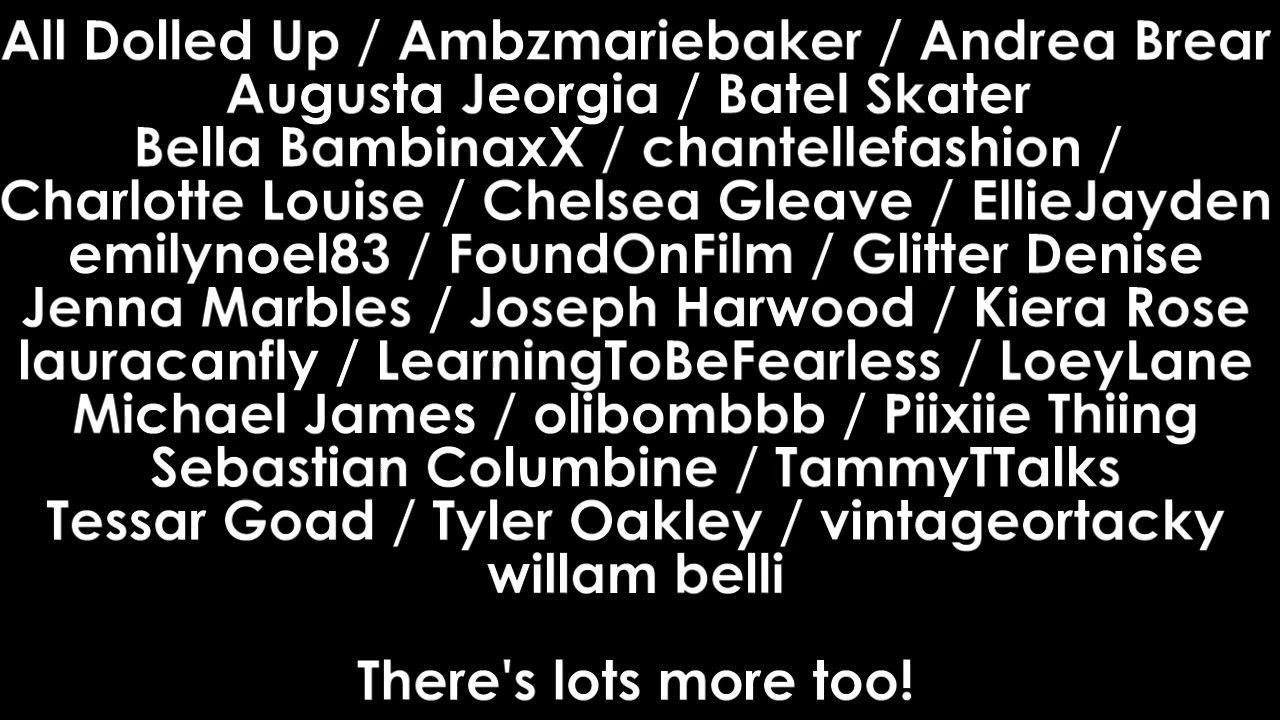 All Dolled Up / Ambzmariebaker / Andrea Brear
Augusta Jeorgia / Batel Skater
Bella BambinaxX / chantellefashion /
Charlotte Louise / Chelsea Gleave / EllieJayden
emilynoel83 / FoundOnFilm / Glitter Denise
Jenna Marbles / Joseph Harwood / Kiera Rose
lauracanfly / LearningToBeFearless / LoeyLane
Michael James / olibombbb / Piixiie Thiing
Sebastian Columbine / TammyTTalks
Tessar Goad / Tyler Oakley / vintageortacky
willam belli
There's lots more too!